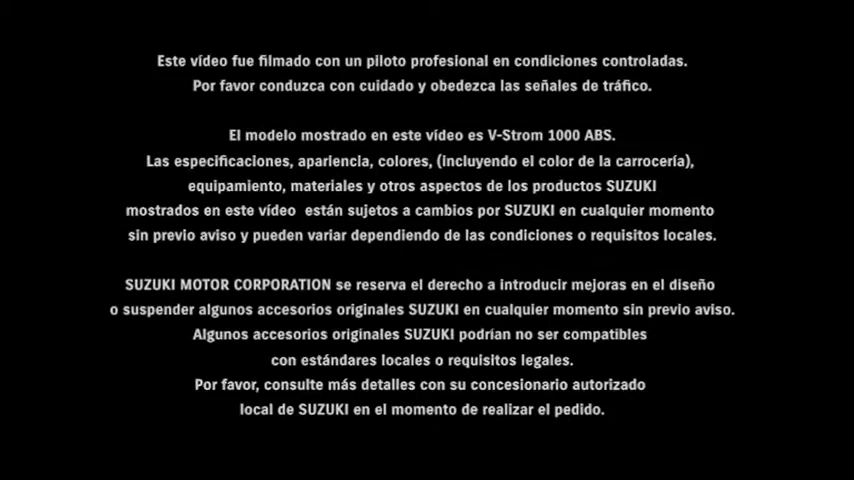 Este vídeo fue filmado con un piloto profesional en condiciones controladas.
Por favor conduzca con cuidado y obedezca las señales de tráfico.
El modelo mostrado en este vídeo es V-Strom 1000 ABS.
Las especificaciones, apariencia, colores, (incluyendo el color de la carrocería),
equipamiento, materiales y otros aspectos de los productos SUZUKI
mostrados en este vídeo  están sujetos a cambios por SUZUKI en cualquier momento
sin previo aviso y pueden variar dependiendo de las condiciones o requisitos locales.
SUZUKI MOTOR CORPORATION se reserva el derecho a introducir mejoras en el diseño
o suspender algunos accesorios originales SUZUKI en cualquier momento sin previo aviso.
Algunos accesorios originales SUZUKI podrían no ser compatibles
con estándares locales o requisitos legales.
Por favor, consulte más detalles con su concesionario autorizado
local de SUZUKI en el momento de realizar el pedido.